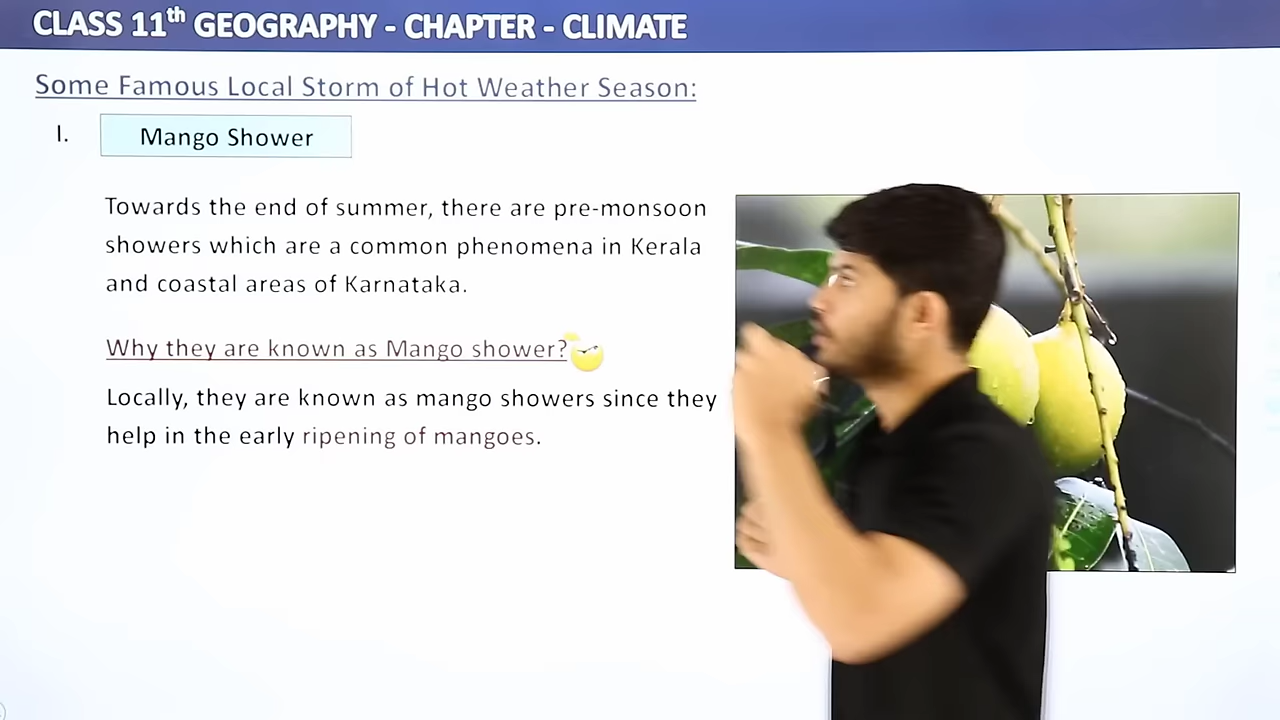 CLASS 11th GEOGRAPHY - CHAPTER - CLIMATE
Some Famous Local Storm of Hot Weather Season:
I. Mango Shower
Towards the end of summer, there are pre-monsoon
showers which are a common phenomena in Kerala
and coastal areas of Karnataka.
Why they are known as Mango shower?
Locally, they are known as mango showers since they
help in the early ripening of mangoes.